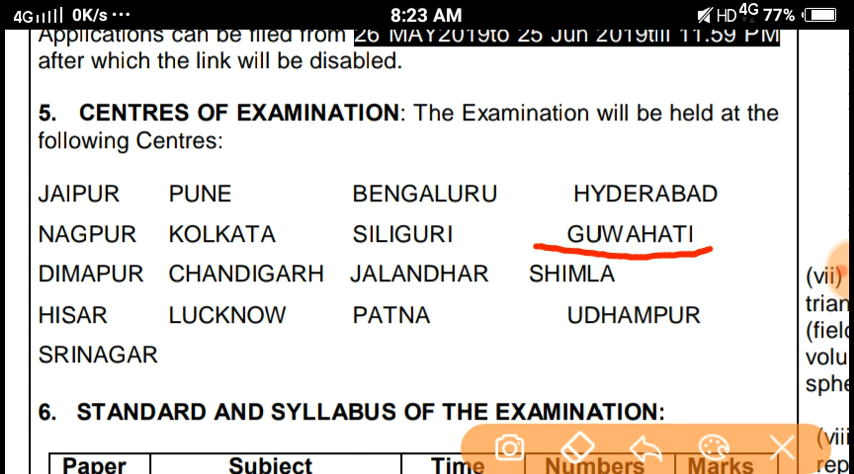 4G 0K/s ... 8:23 AM HD 4G 77%
Applications can be filed from 26 MAY2019to 25 Jun 2019till 11.59 PM
after which the link will be disabled.
5. CENTRES OF EXAMINATION: The Examination will be held at the
following Centres:
JAIPUR PUNE BENGALURU HYDERABAD
NAGPUR KOLKATA SILIGURI GUWAHATI
DIMAPUR CHANDIGARH JALANDHAR SHIMLA
HISAR LUCKNOW PATNA UDHAMPUR
SRINAGAR
6. STANDARD AND SYLLABUS OF THE EXAMINATION:
Paper Subject Time Numbers Marks
(vii)
trian
(field
volu
sphe
(viii
rep